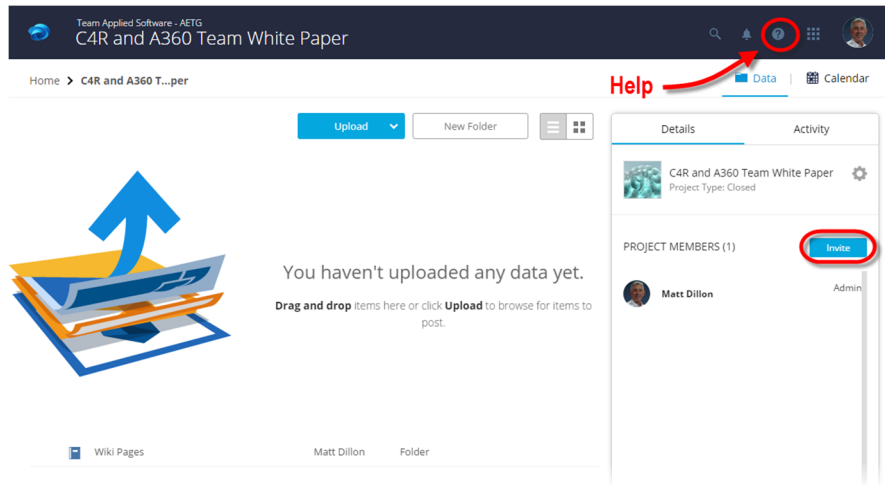 Team Applied Software - AETG
C4R and A360 Team White Paper
?
Home > C4R and A360 T...per
Help
Data | Calendar
Upload
New Folder
Details
Activity
C4R and A360 Team White Paper
Project Type: Closed
PROJECT MEMBERS (1)
Invite
You haven't uploaded any data yet.
Drag and drop items here or click Upload to browse for items to
post.
Matt Dillon
Admin
Wiki Pages
Matt Dillon
Folder